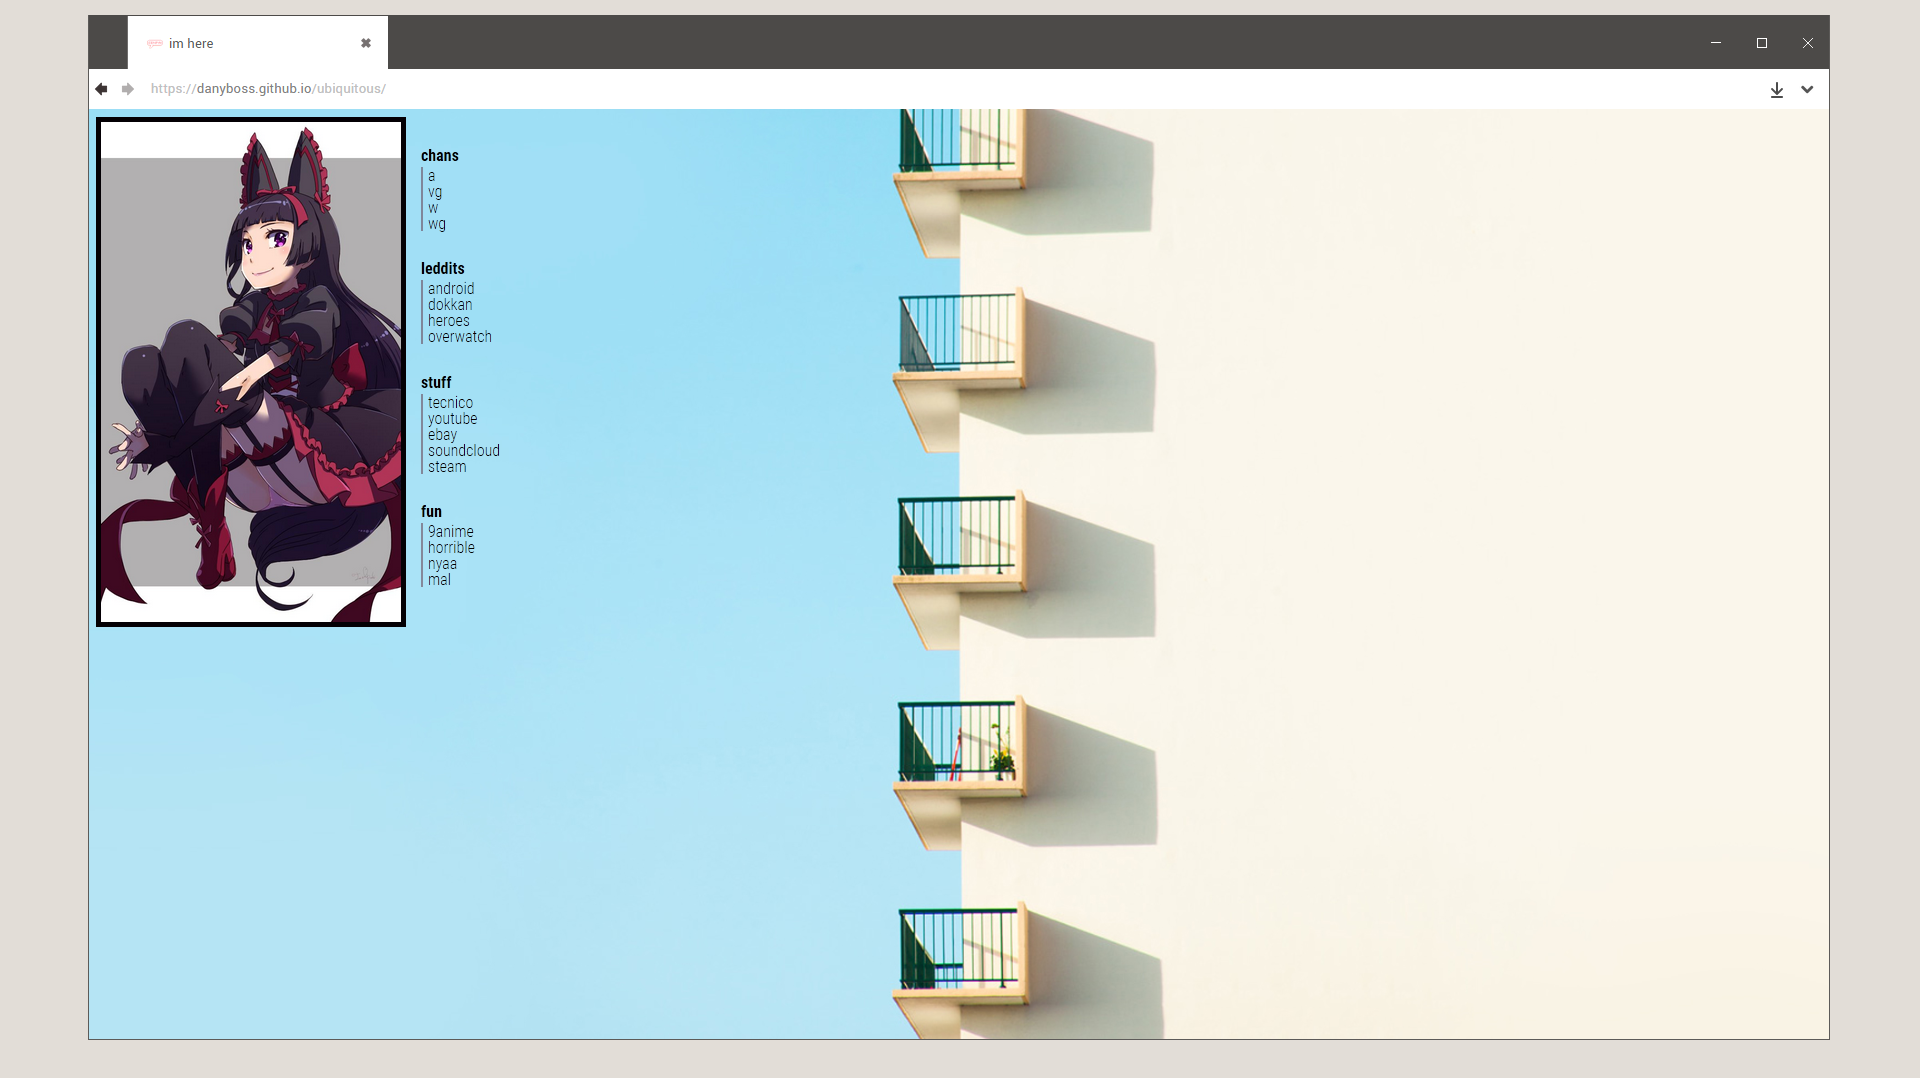 im here
https://danyboss.github.io/ubiquitous/
chans
a
vg
w
wg
leddits
android
dokkan
heroes
overwatch
stuff
tecnico
youtube
ebay
soundcloud
steam
fun
9anime
horrible
nyaa
mal